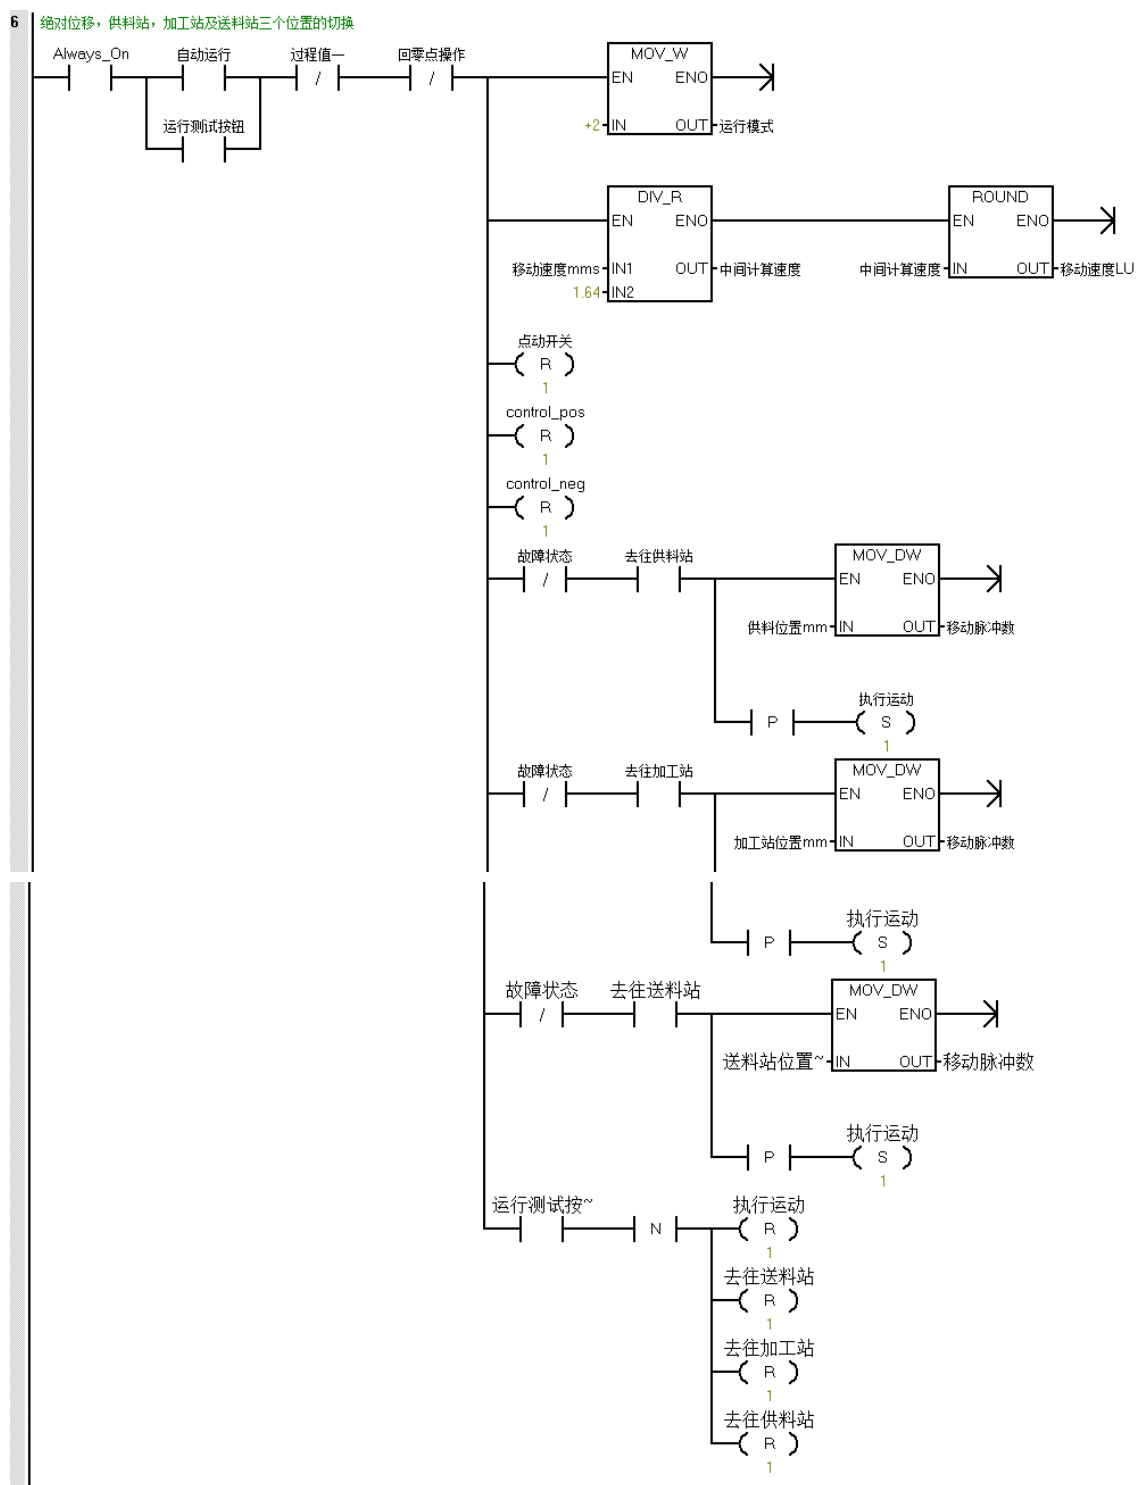 6 绝对位移，供料站，加工站及送料站三个位置的切换
Always_On 自动运行 过程值一 回零点操作 MOV_W
/ / EN ENO
运行测试按钮 +2 IN OUT 运行模式
DIV_R ROUND
EN ENO EN ENO
移动速度mms IN1 OUT 中间计算速度 中间计算速度 IN OUT 移动速度LU
1.64 IN2
点动开关
R
1
control_pos
R
1
control_neg
R
1
故障状态 去往供料站 MOV_DW
/ EN ENO
供料位置mm IN OUT 移动脉冲数
执行运动
P S
1
故障状态 去往加工站 MOV_DW
/ EN ENO
加工站位置mm IN OUT 移动脉冲数
执行运动
P S
1
故障状态 去往送料站 MOV_DW
/ EN ENO
送料站位置~ IN OUT 移动脉冲数
执行运动
P S
1
运行测试按~ 执行运动
N R
1
去往送料站
R
1
去往加工站
R
1
去往供料站
R
1